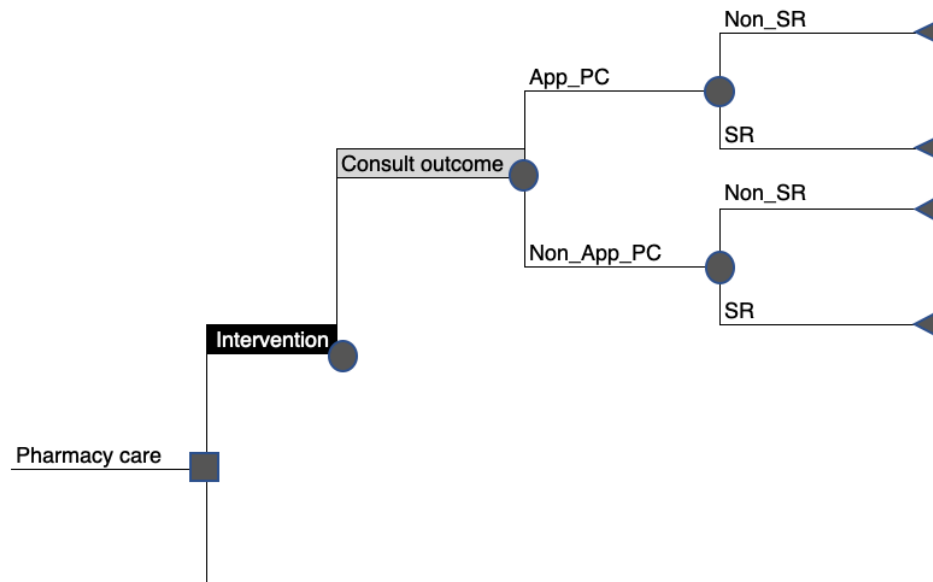 Non_SR
App_PC
SR
Consult outcome
Non_SR
Non_App_PC
SR
Intervention
Pharmacy care